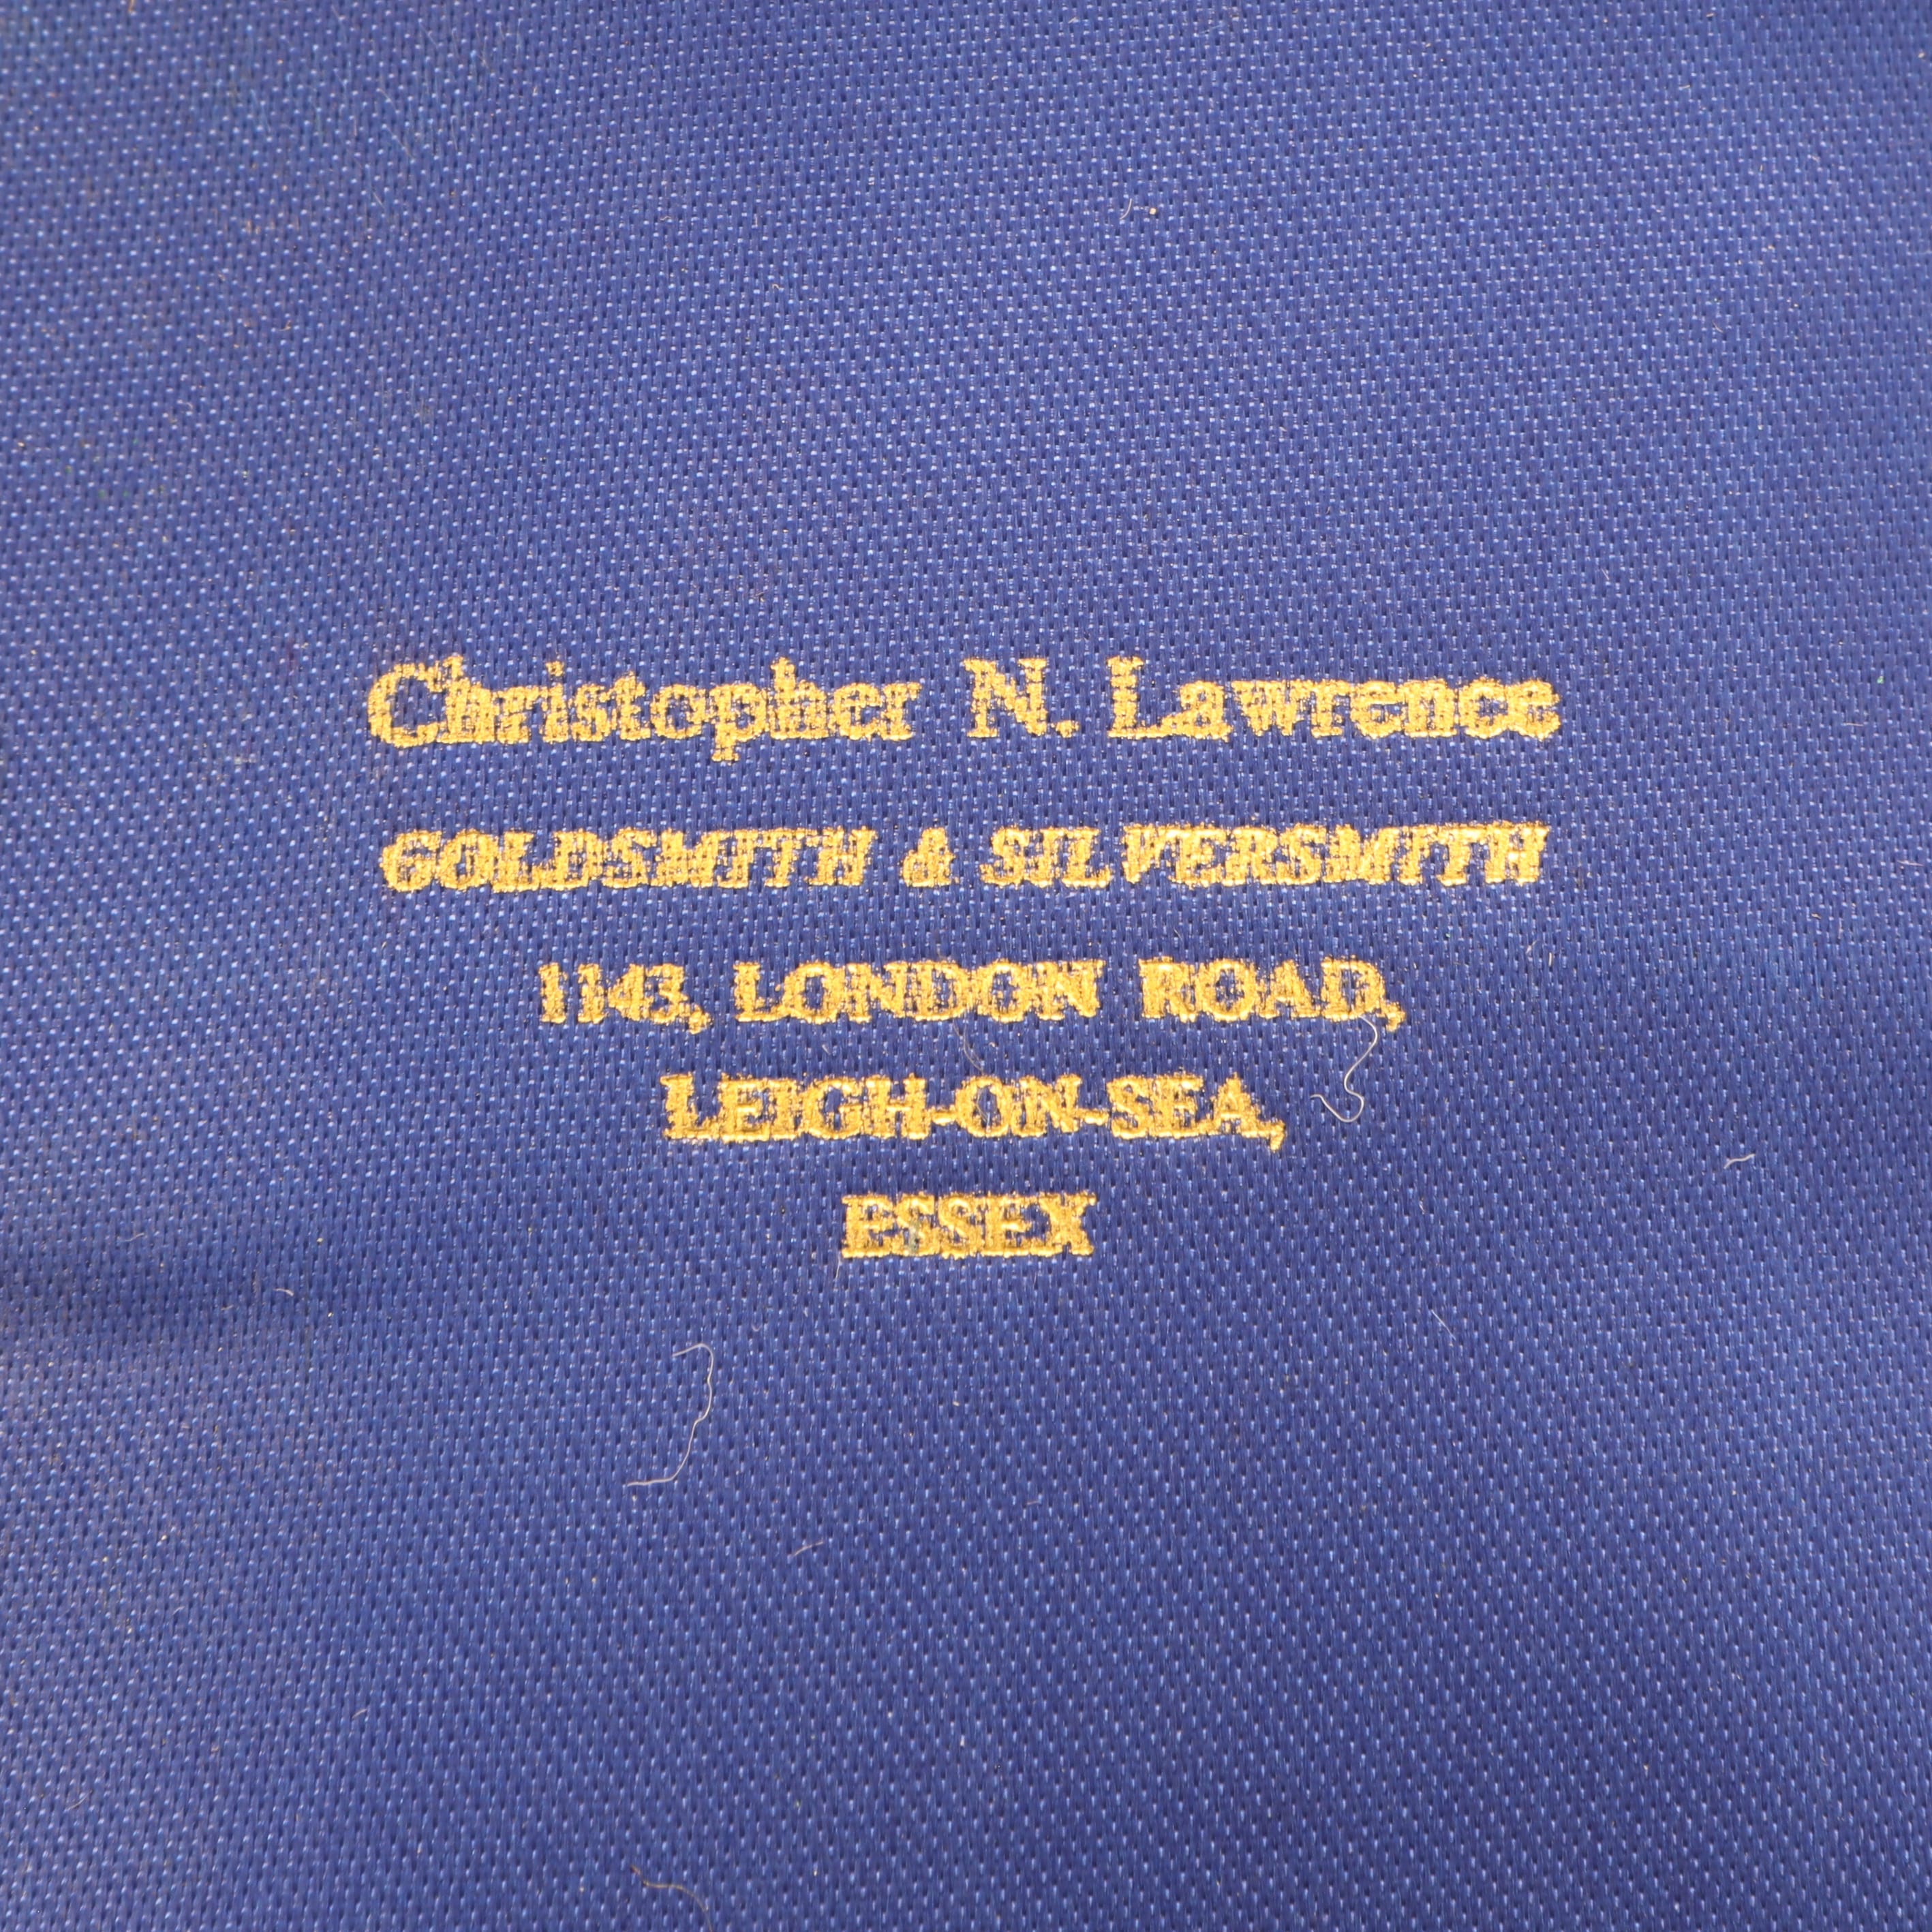 Christopher N. Lawrence
GOLDSMITH & SILVERSMITH
1143, LONDON ROAD,
LEIGH-ON-SEA,
ESSEX